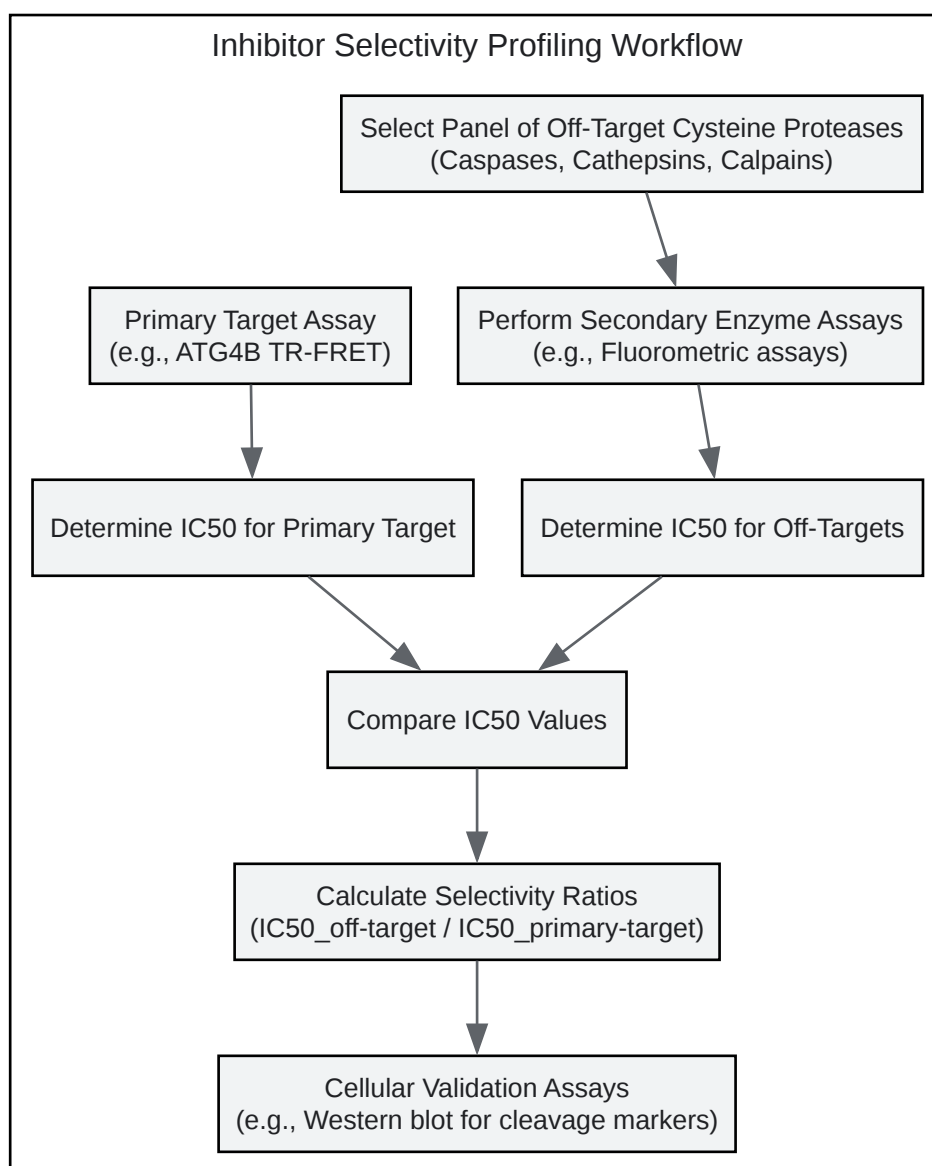 Inhibitor Selectivity Profiling Workflow
Select Panel of Off-Target Cysteine Proteases
(Caspases, Cathepsins, Calpains)
Primary Target Assay
(e.g., ATG4B TR-FRET)
Perform Secondary Enzyme Assays
(e.g., Fluorometric assays)
Determine IC50 for Primary Target
Determine IC50 for Off-Targets
Compare IC50 Values
Calculate Selectivity Ratios
(IC50_off-target / IC50_primary-target)
Cellular Validation Assays
(e.g., Western blot for cleavage markers)